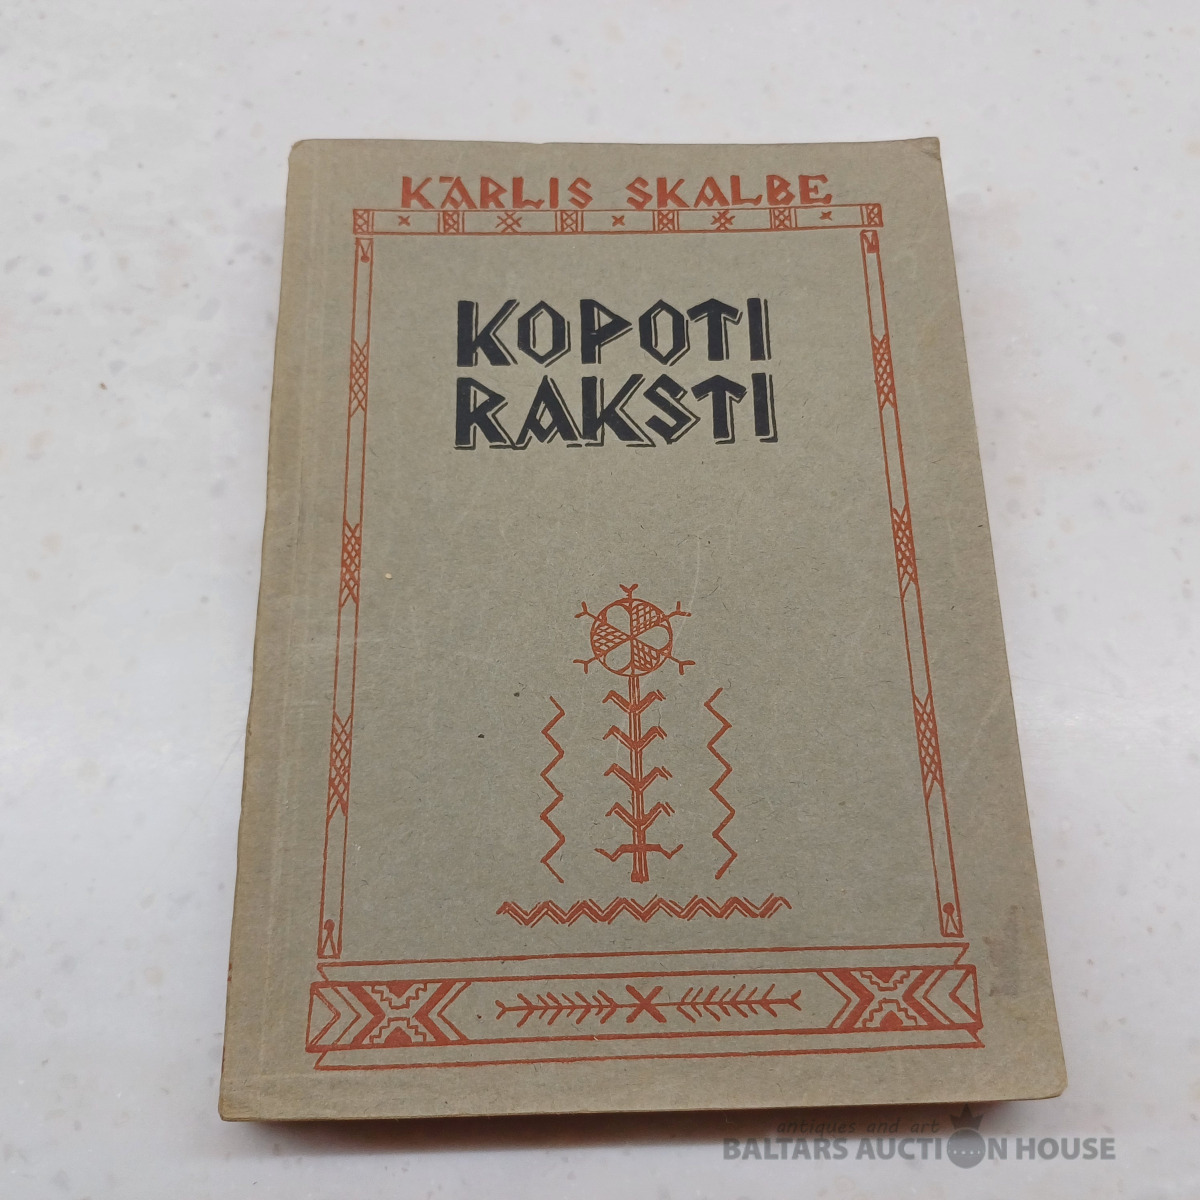 KĀRLIS SKALBE
KOPOTI
RAKSTI
antiques and art
BALTARS AUCTION HOUSE